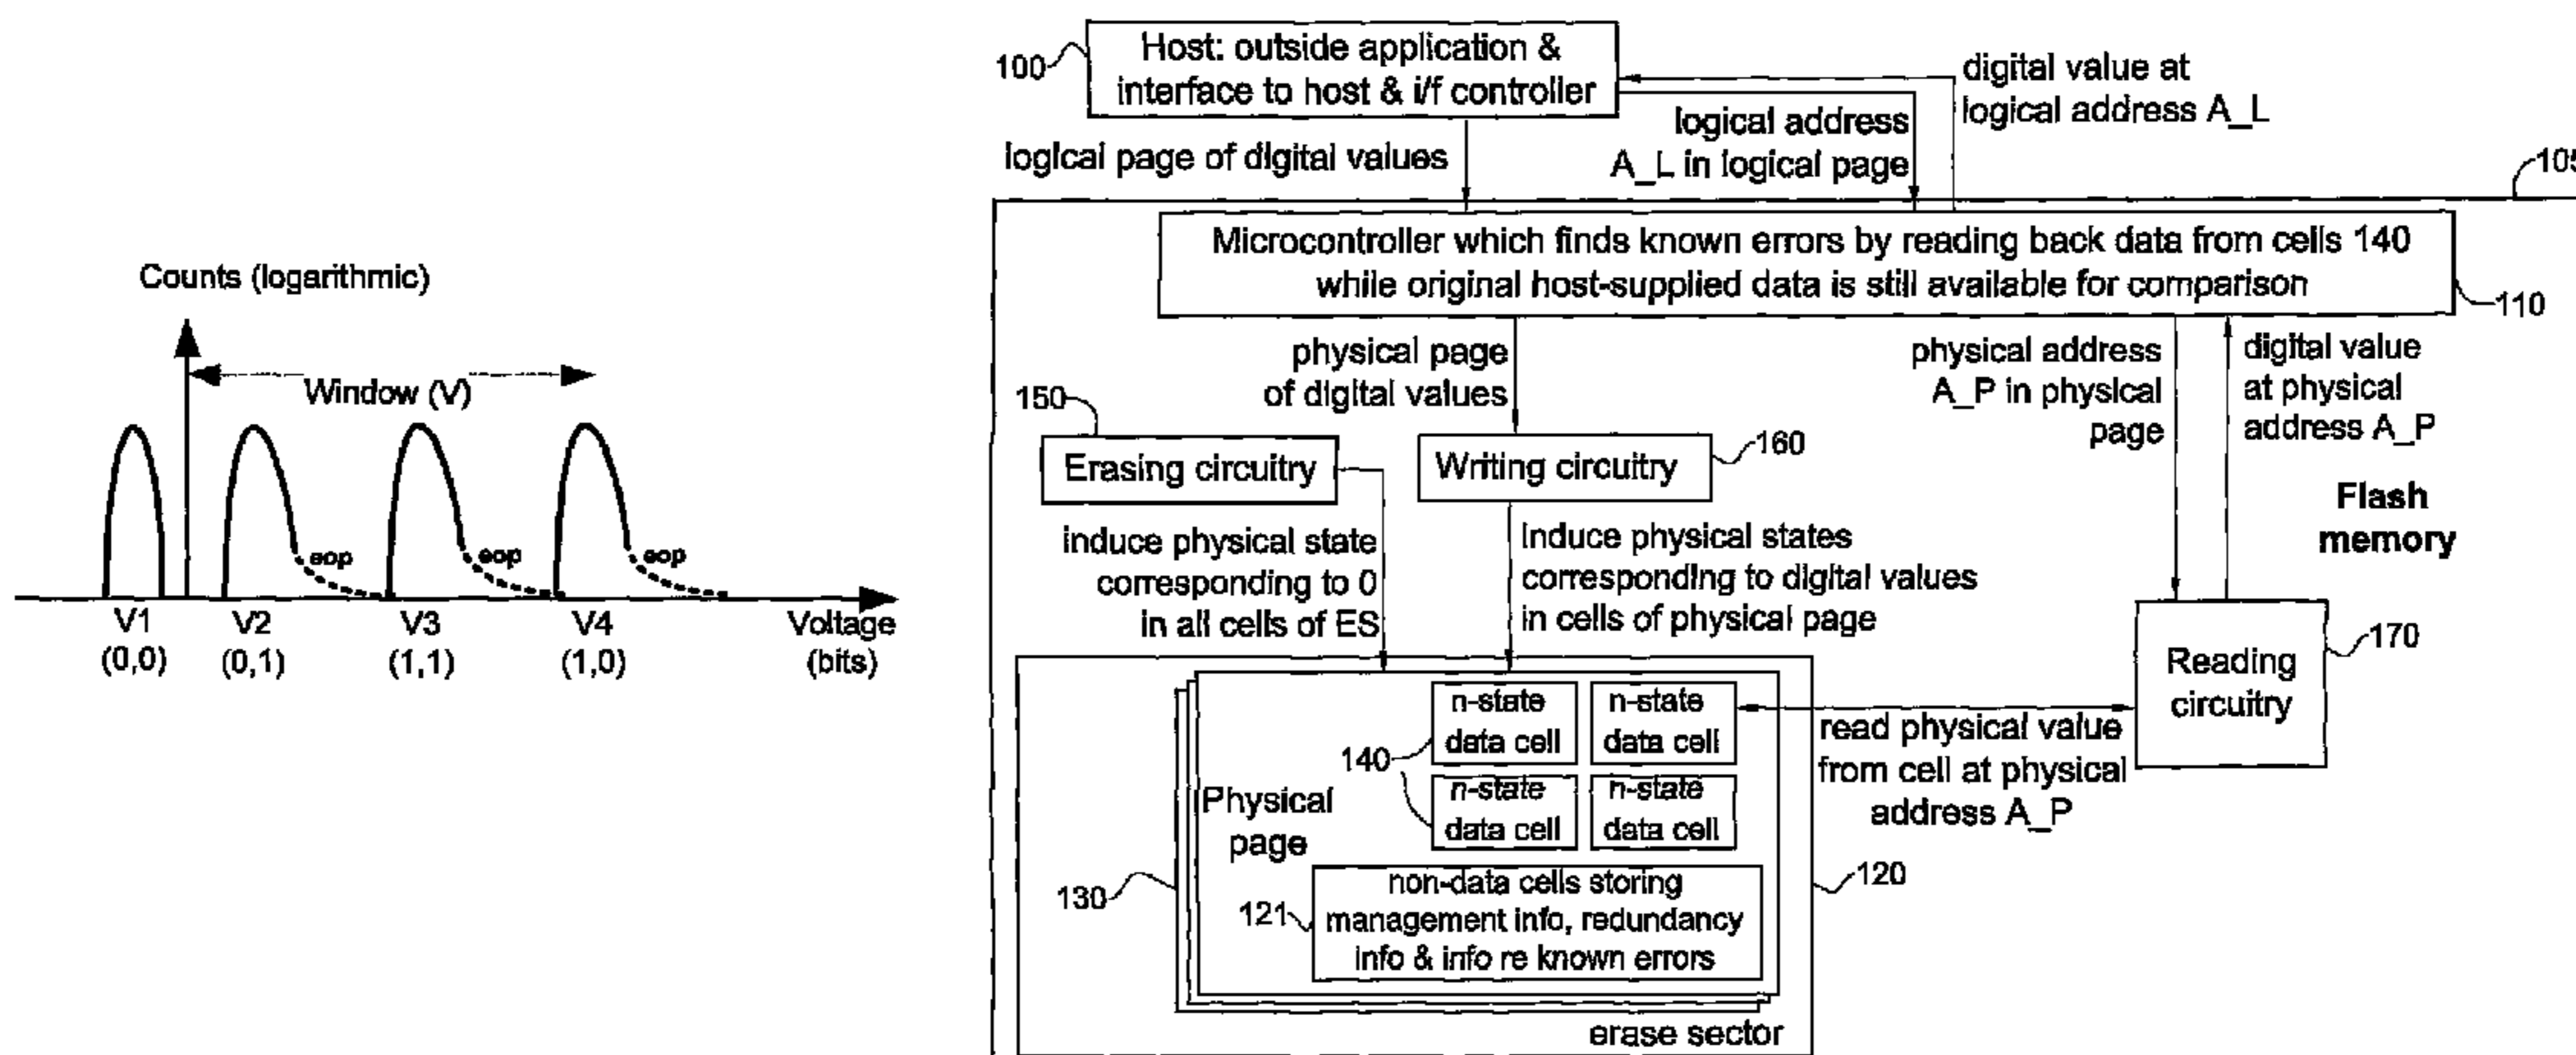 Counts (logarithmic)
Window (V)
eop
eop
eop
V1
V2
V3
V4
Voltage
(0,0)
(0,1)
(1,1)
(1,0)
(bits)
100
Host: outside application &
interface to host & i/f controller
digital value at
logical address A_L
logical page of digital values
logical address
A_L in logical page
105
Microcontroller which finds known errors by reading back data from cells 140
while original host-supplied data is still available for comparison
110
physical page
of digital values
physical address
A_P in physical
page
digital value
at physical
address A_P
150
Erasing circuitry
Writing circuitry
160
Flash
memory
induce physical state
corresponding to 0
in all cells of ES
induce physical states
corresponding to digital values
in cells of physical page
Reading
circuitry
170
n-state
data cell
n-state
data cell
140
n-state
data cell
n-state
data cell
read physical value
from cell at physical
address A_P
Physical
page
130
120
121
non-data cells storing
management info, redundancy
info & info re known errors
erase sector